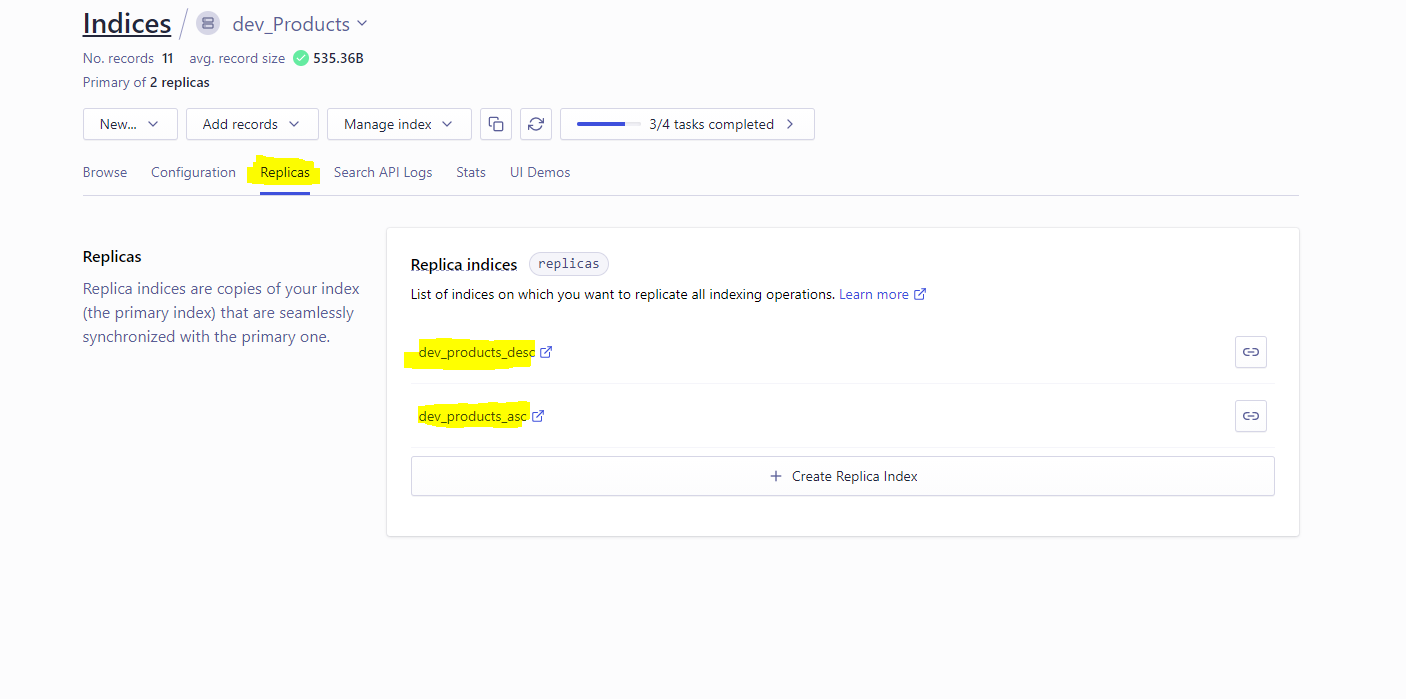 Indices / dev_Products
No. records 11 avg. record size 535.36B
Primary of 2 replicas
New... Add records Manage index 3/4 tasks completed
Browse Configuration Replicas Search API Logs Stats UI Demos
Replicas
Replica indices are copies of your index
(the primary index) that are seamlessly
synchronized with the primary one.
Replica indices replicas
List of indices on which you want to replicate all indexing operations. Learn more
dev_products_desc
dev_products_asc
Create Replica Index